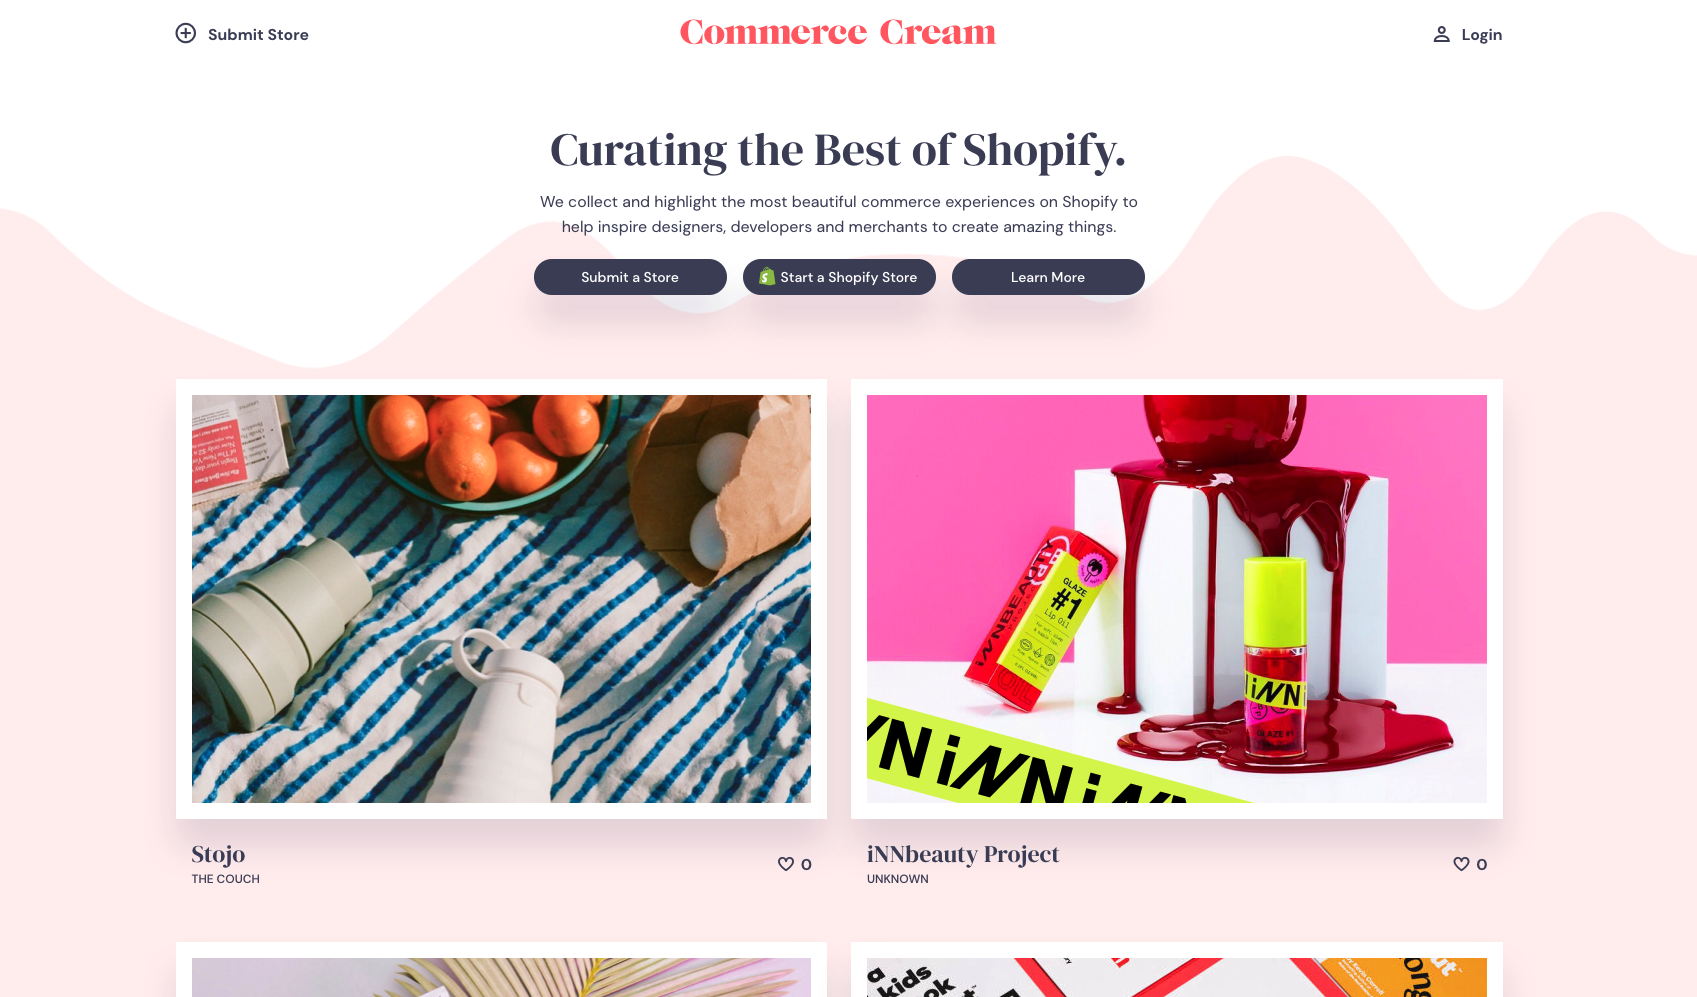 Submit Store
Commerce Cream
Login
Curating the Best of Shopify.
We collect and highlight the most beautiful commerce experiences on Shopify to
help inspire designers, developers and merchants to create amazing things.
Submit a Store
Start a Shopify Store
Learn More
iNNBEAUTY
GLAZE
#1
Lip Oil
OIL
iNN
GLAZE #1
NiNNiNN
Stojo
THE COUCH
0
iNNbeauty Project
UNKNOWN
0
a
kids